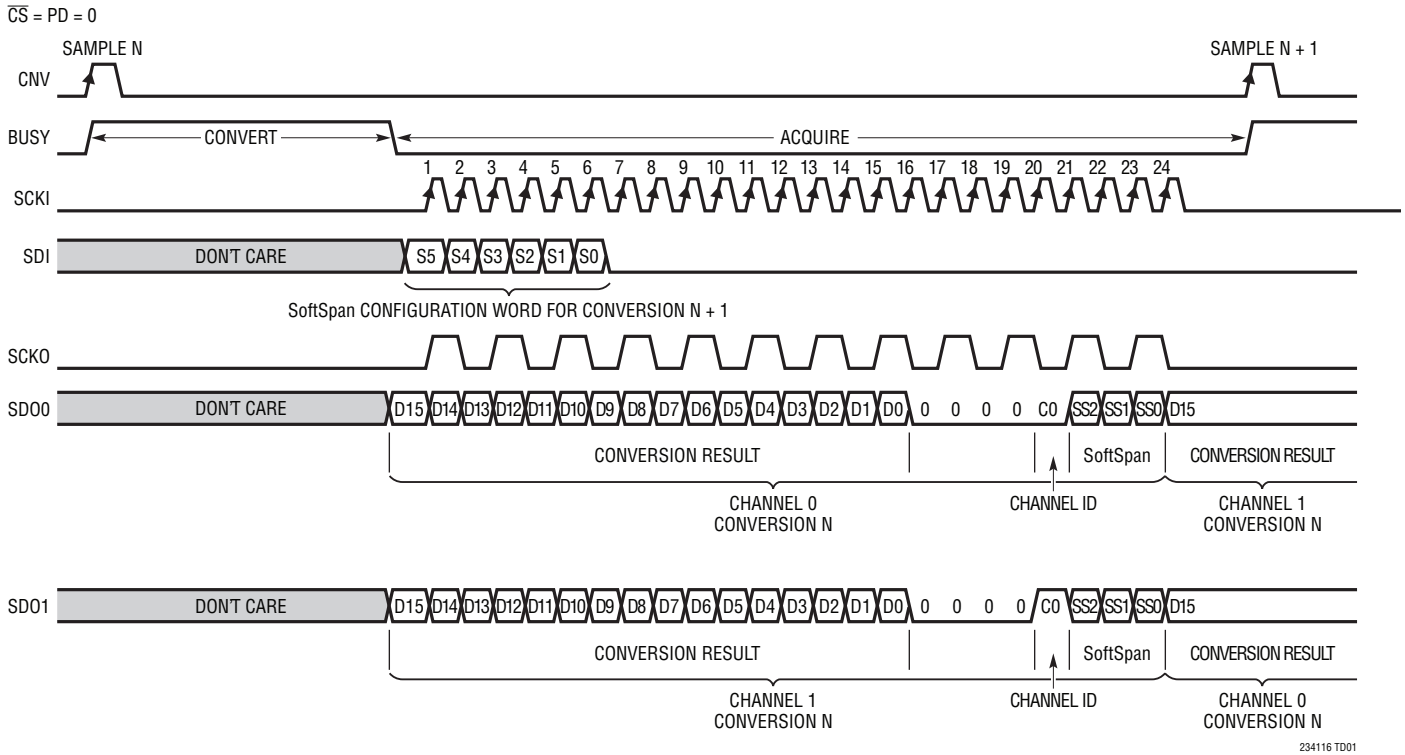 CS = PD = 0
SAMPLE N SAMPLE N + 1
CNV
BUSY CONVERT ACQUIRE
1 2 3 4 5 6 7 8 9 10 11 12 13 14 15 16 17 18 19 20 21 22 23 24
SCKI
SDI DON'T CARE S5 S4 S3 S2 S1 S0
SoftSpan CONFIGURATION WORD FOR CONVERSION N + 1
SCKO
SDO0 DON'T CARE D15 D14 D13 D12 D11 D10 D9 D8 D7 D6 D5 D4 D3 D2 D1 D0 0 0 0 0 C0 SS2 SS1 SS0 D15
CONVERSION RESULT SoftSpan CONVERSION RESULT
CHANNEL 0 CHANNEL ID CHANNEL 1
CONVERSION N CONVERSION N
SDO1 DON'T CARE D15 D14 D13 D12 D11 D10 D9 D8 D7 D6 D5 D4 D3 D2 D1 D0 0 0 0 0 C0 SS2 SS1 SS0 D15
CONVERSION RESULT SoftSpan CONVERSION RESULT
CHANNEL 1 CHANNEL ID CHANNEL 0
CONVERSION N CONVERSION N
234116 TD01